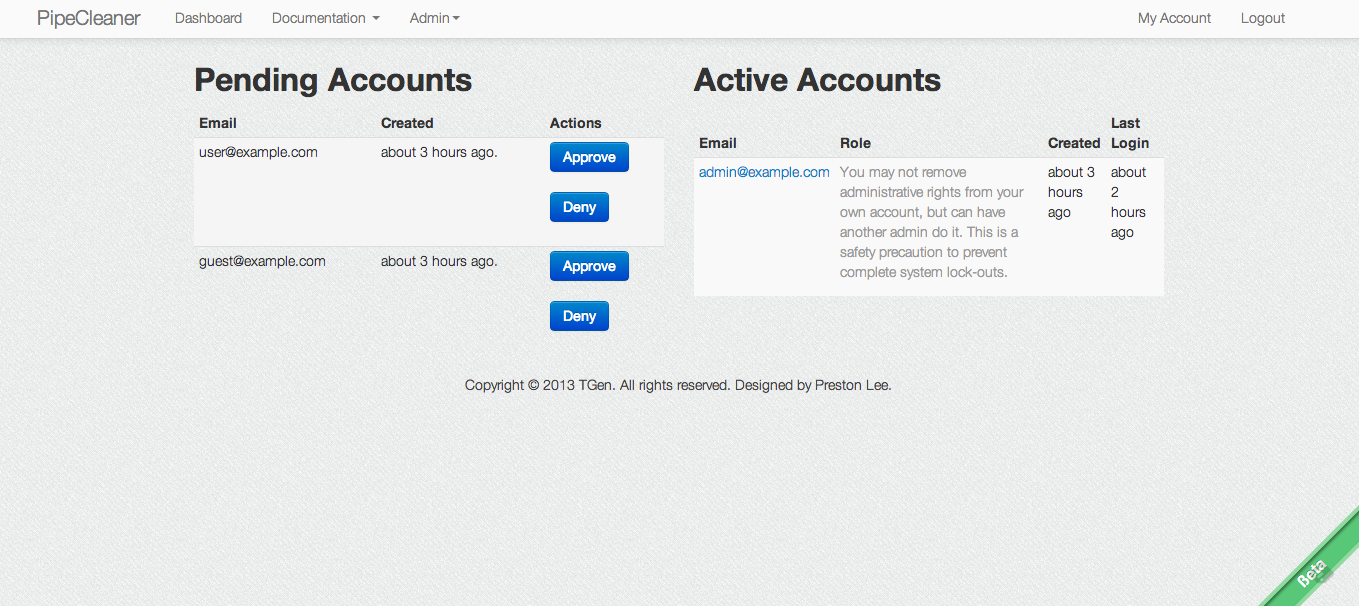 PipeCleaner Dashboard Documentation Admin My Account Logout
Pending Accounts
Email Created Actions
user@example.com about 3 hours ago. Approve
Deny
guest@example.com about 3 hours ago. Approve
Deny
Active Accounts
Last
Email Role Created Login
admin@example.com You may not remove about 3 about
administrative rights from your hours 2
own account, but can have ago hours
another admin do it. This is a ago
safety precaution to prevent
complete system lock-outs.
Copyright © 2013 TGen. All rights reserved. Designed by Preston Lee.
Beta